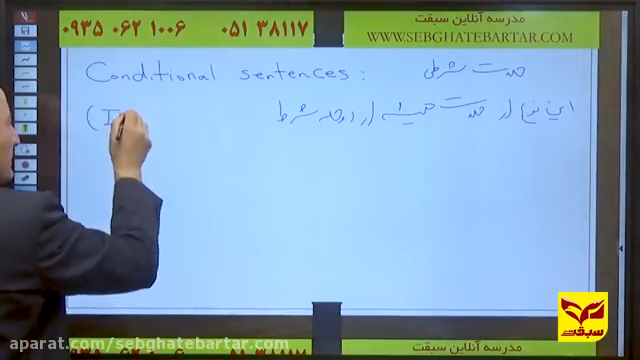 مدرسه آنلاین سبقت
۰۹۳۵ ۰۶۲ ۱۰۰۶ ۰۵۱ ۳۸۱۱۷
WWW.SEBGHATEBARTAR.COM
Conditional sentences : جملات شرطی
این نوع از جملات همیشه از دو جمله شرط
(I
سبقت
aparat.com/sebghatebartar.com
مدرسه آنلاین سبقت